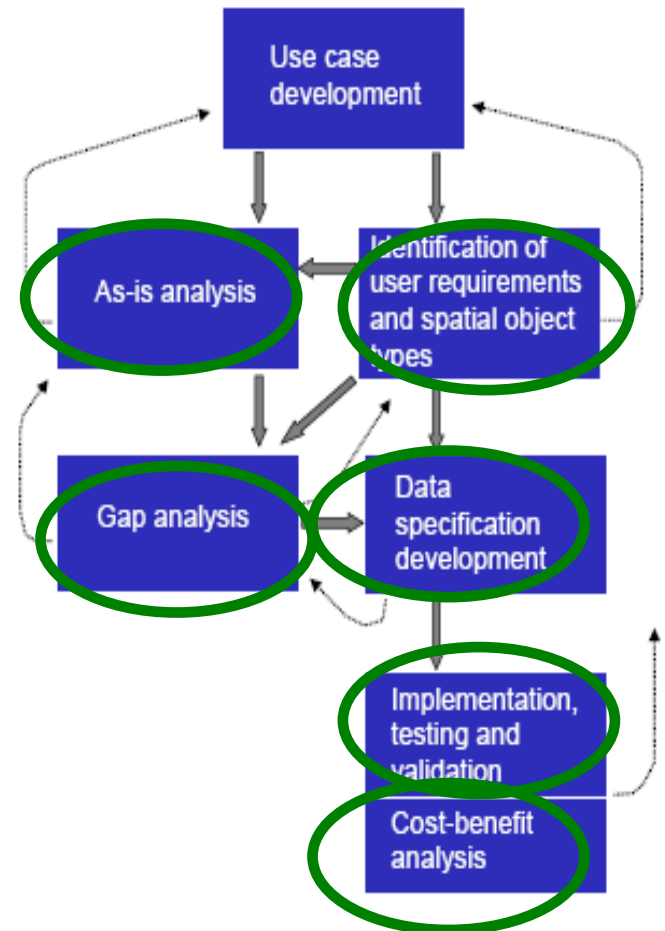 Use case
development
As-is analysis
Identification of
user requirements
and spatial object
types
Gap analysis
Data
specification
development
Implementation,
testing and
validation
Cost-benefit
analysis